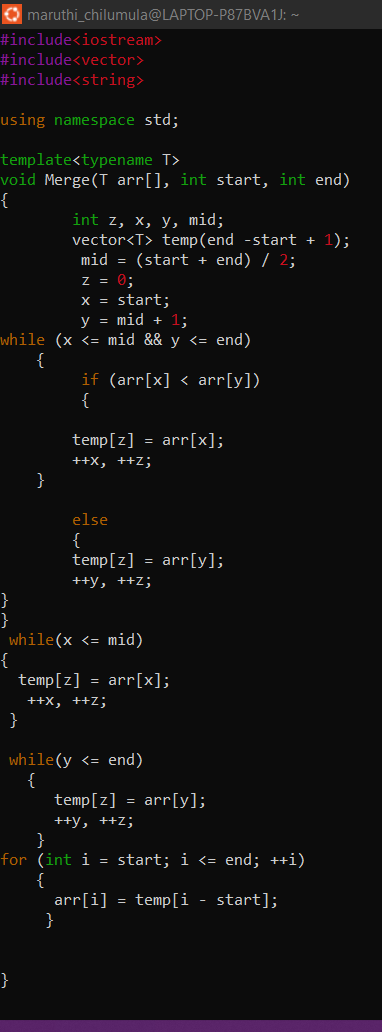 maruthi_chilumula@LAPTOP-P87BVA1J: ~
#include<iostream>
#include<vector>
#include<string>
using namespace std;
template<typename T>
void Merge(T arr[], int start, int end)
{
int z, x, y, mid;
vector<T> temp(end -start + 1);
mid = (start + end) / 2;
z = 0;
x = start;
y = mid + 1;
while (x <= mid && y <= end)
{
if (arr[x] < arr[y])
{
temp[z] = arr[x];
++x, ++z;
}
else
{
temp[z] = arr[y];
++y, ++z;
}
}
while(x <= mid)
{
temp[z] = arr[x];
++x, ++z;
}
while(y <= end)
{
temp[z] = arr[y];
++y, ++z;
}
for (int i = start; i <= end; ++i)
{
arr[i] = temp[i - start];
}
}